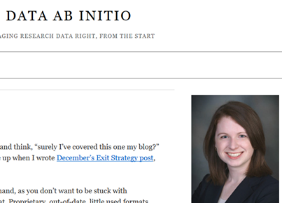 DATA AB INITIO
AGING RESEARCH DATA RIGHT, FROM THE START
and think, “surely I’ve covered this one my blog?”
e up when I wrote December’s Exit Strategy post,
hand, as you don’t want to be stuck with
at. Proprietary, out-of-date, little used formats